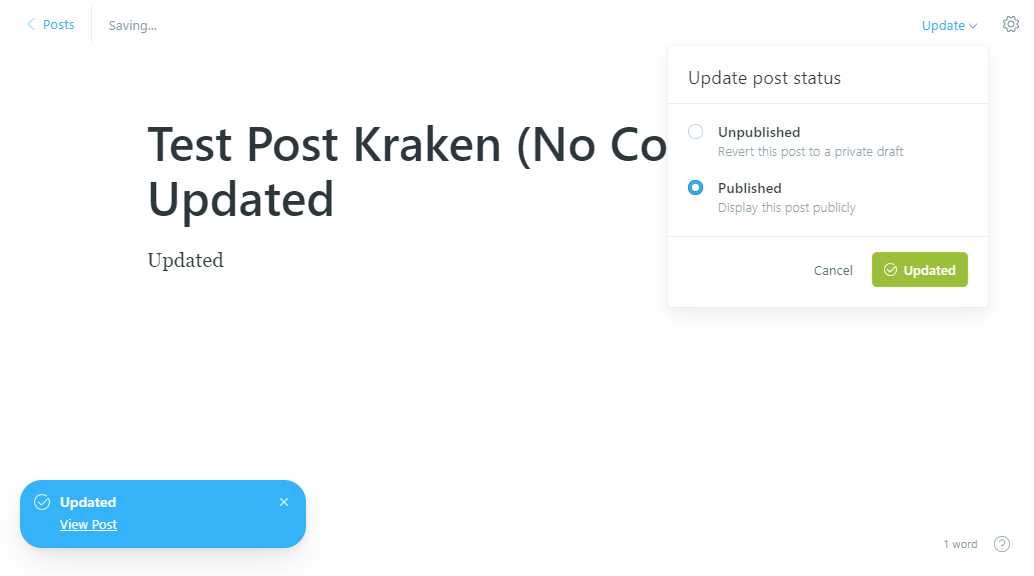 Posts
Saving...
Update
Update post status
Unpublished
Revert this post to a private draft
Published
Display this post publicly
Cancel
Updated
Test Post Kraken (No Co
Updated
Updated
Updated
View Post
1 word
?